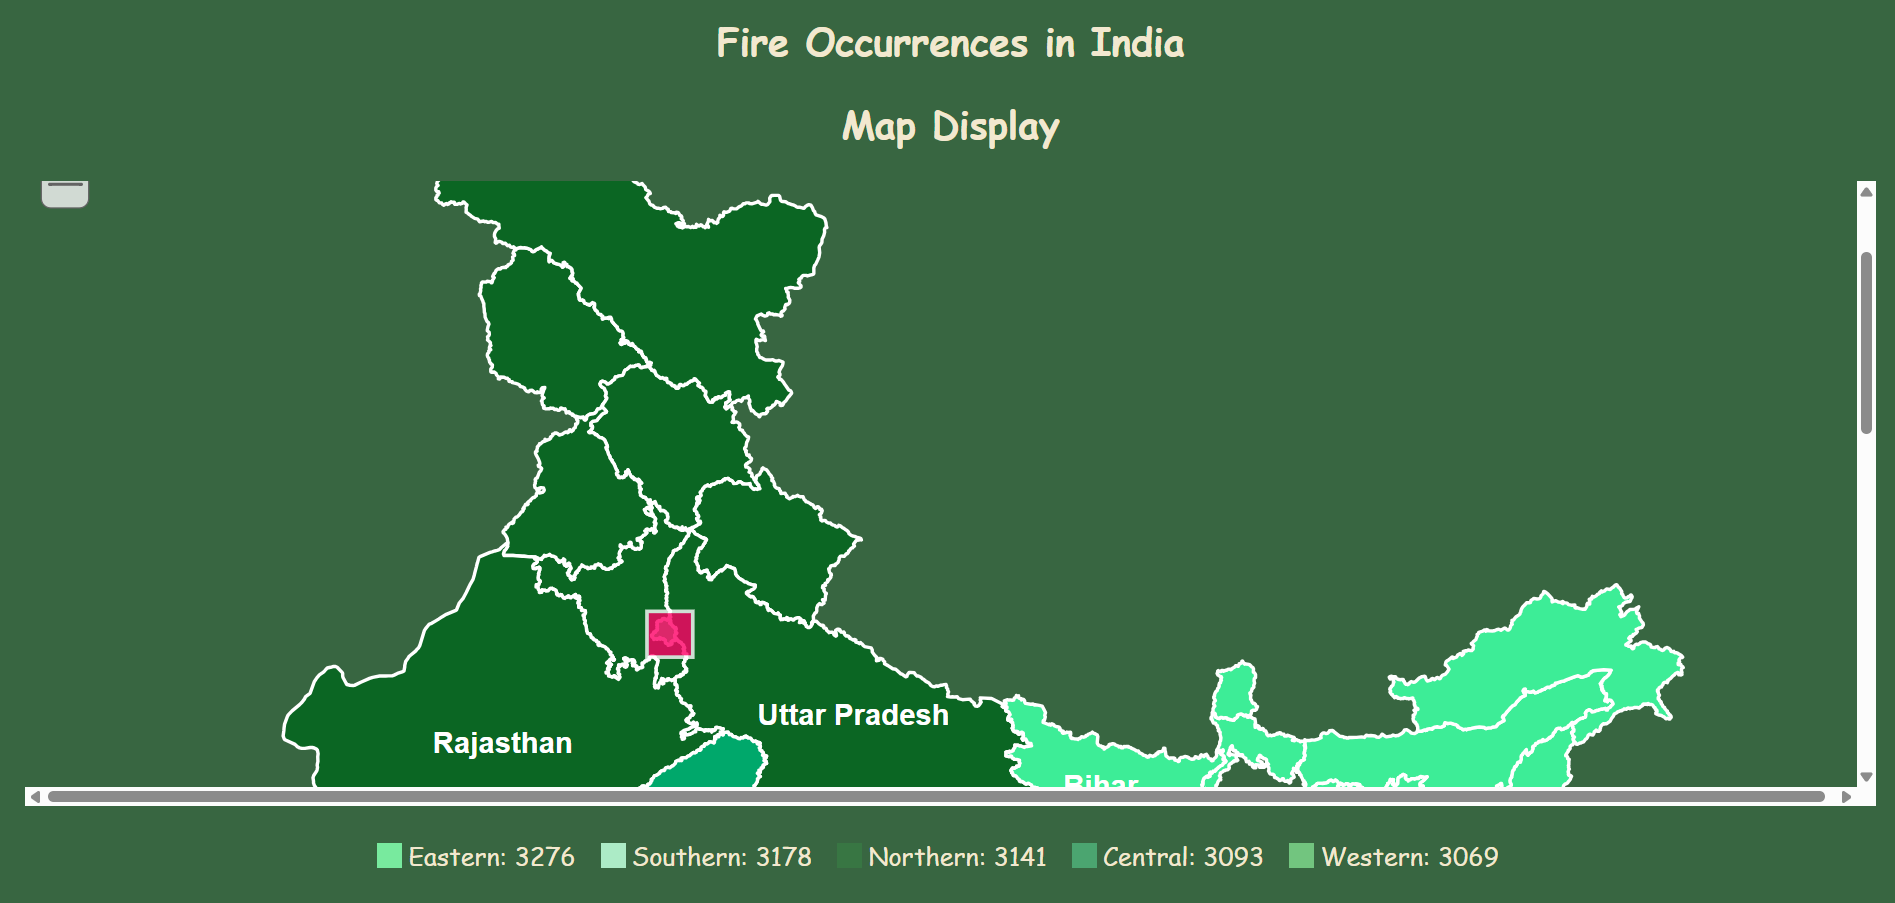 Fire Occurrences in India
Map Display
Uttar Pradesh
Rajasthan
Bihar
Eastern: 3276 Southern: 3178 Northern: 3141 Central: 3093 Western: 3069